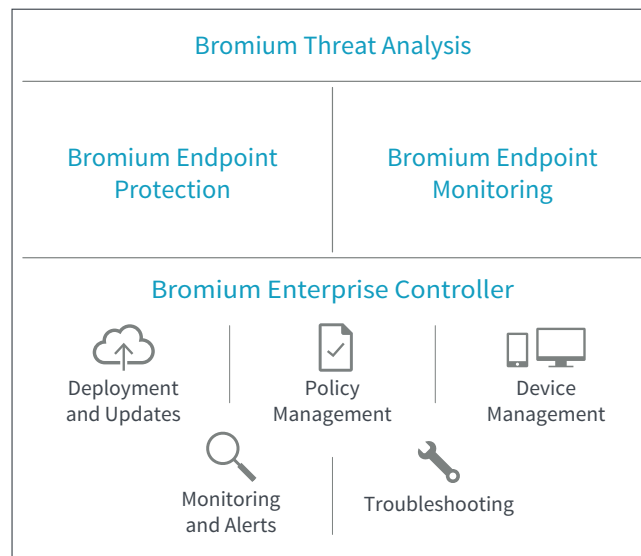 Bromium Threat Analysis
Bromium Endpoint
Protection
Bromium Endpoint
Monitoring
Bromium Enterprise Controller
Deployment
and Updates
Policy
Management
Device
Management
Monitoring
and Alerts
Troubleshooting